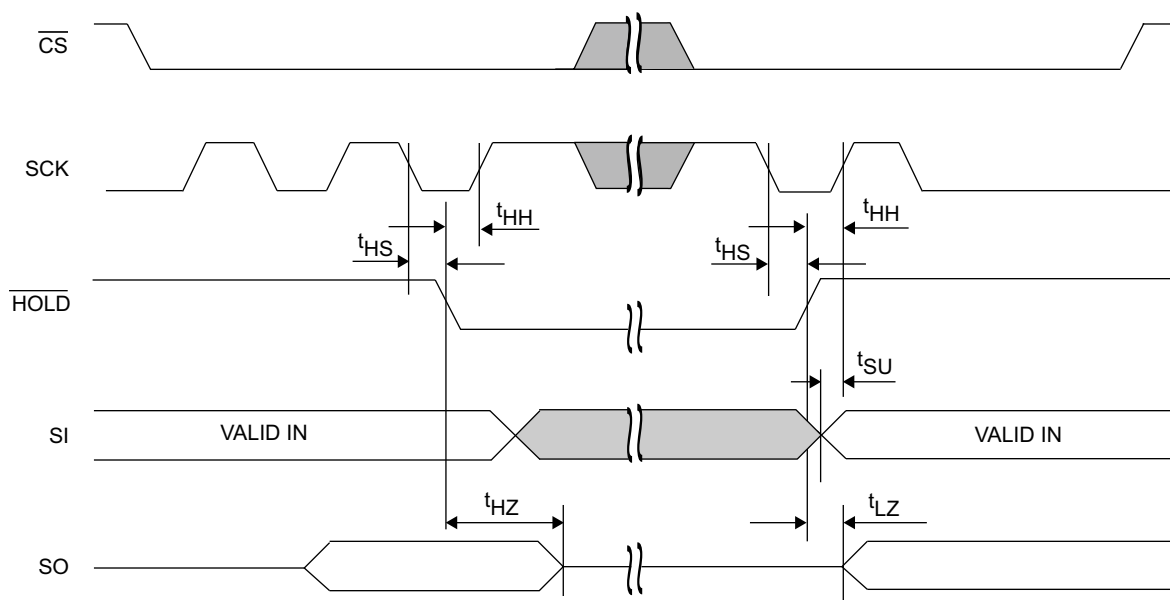 CS
SCK
tHH
tHH
tHS
tHS
HOLD
tSU
SI
VALID IN
VALID IN
tHZ
tLZ
SO